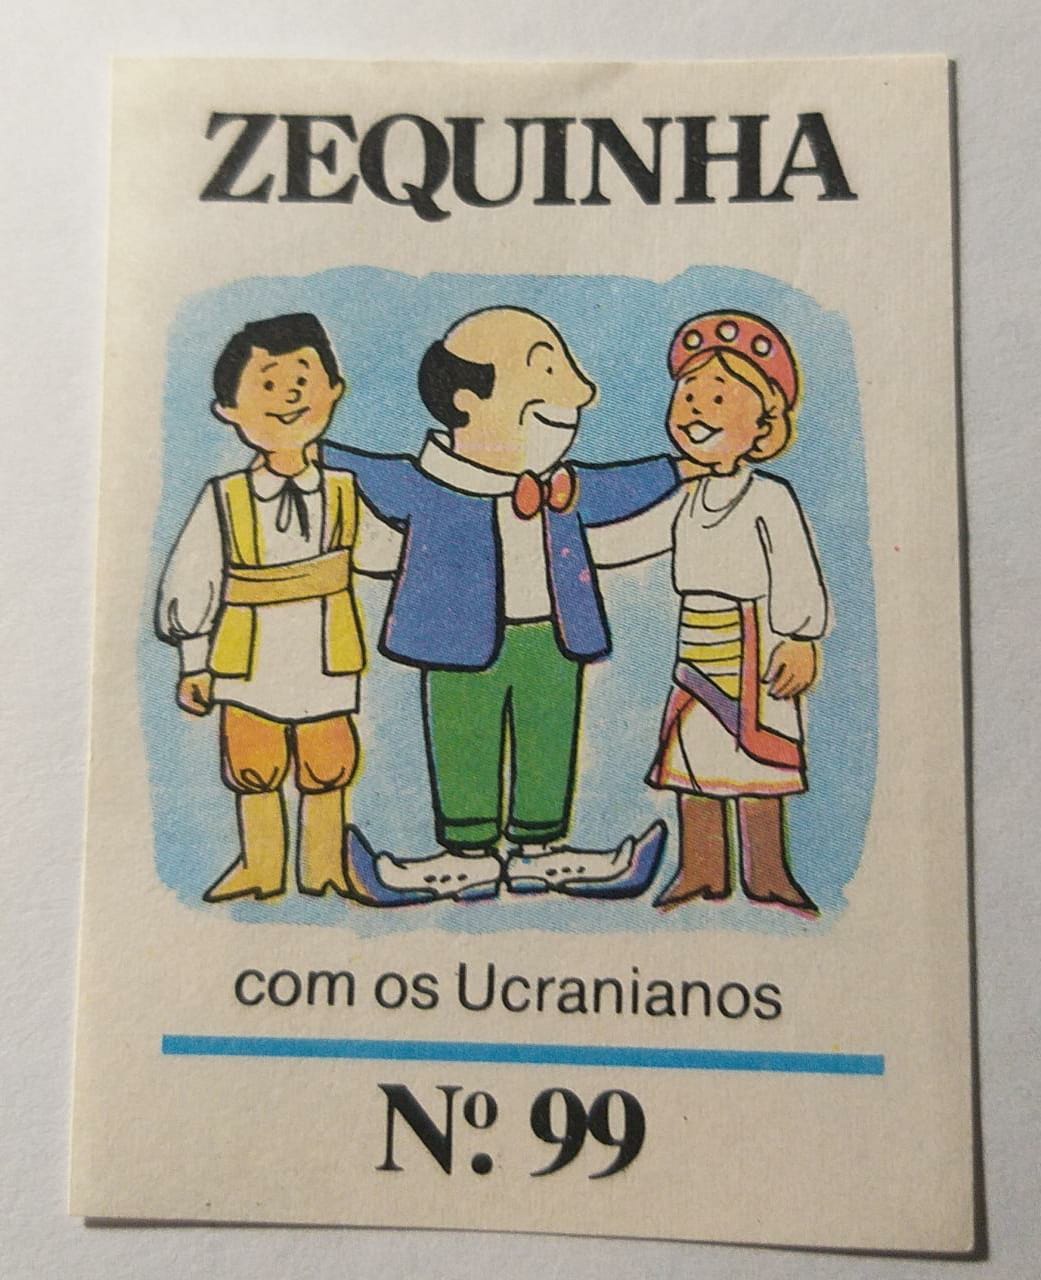 ZEQUINHA
com os Ucranianos
Nº. 99